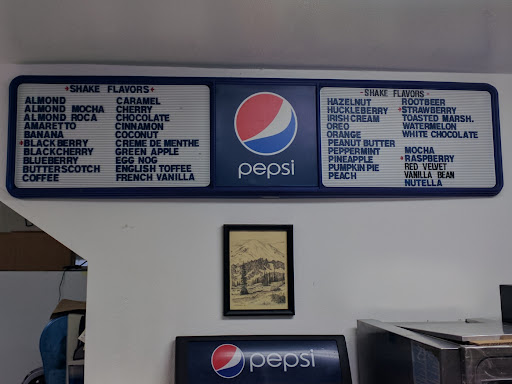 SHAKE FLAVORS
ALMOND
ALMOND MOCHA
ALMOND ROCA
AMARETTO
BANANA
BLACKBERRY
BLACKCHERRY
BLUEBERRY
BUTTERSCOTCH
COFFEE
CARAMEL
CHERRY
CHOCOLATE
CINNAMON
COCONUT
CREME DE MENTHE
GREEN APPLE
EGG NOG
ENGLISH TOFFEE
FRENCH VANILLA
pepsi
-SHAKE FLAVORS-
HAZELNUT
HUCKLEBERRY
IRISH CREAM
OREO
ORANGE
PEANUT BUTTER
PEPPERMINT
PINEAPPLE
PUMPKIN PIE
PEACH
ROOTBEER
STRAWBERRY
TOASTED MARSH.
WATERMELON
WHITE CHOCOLATE
MOCHA
RASPBERRY
RED VELVET
VANILLA BEAN
NUTELLA
pepsi